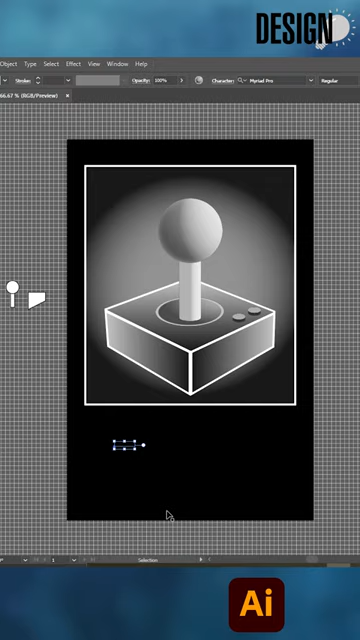 DESIGN
Object Type Select Effect View Window Help
Stroke: Opacity: 100% Character: Myriad Pro Regular
66.67 % (RGB/Preview) ×
1 Selection
Ai